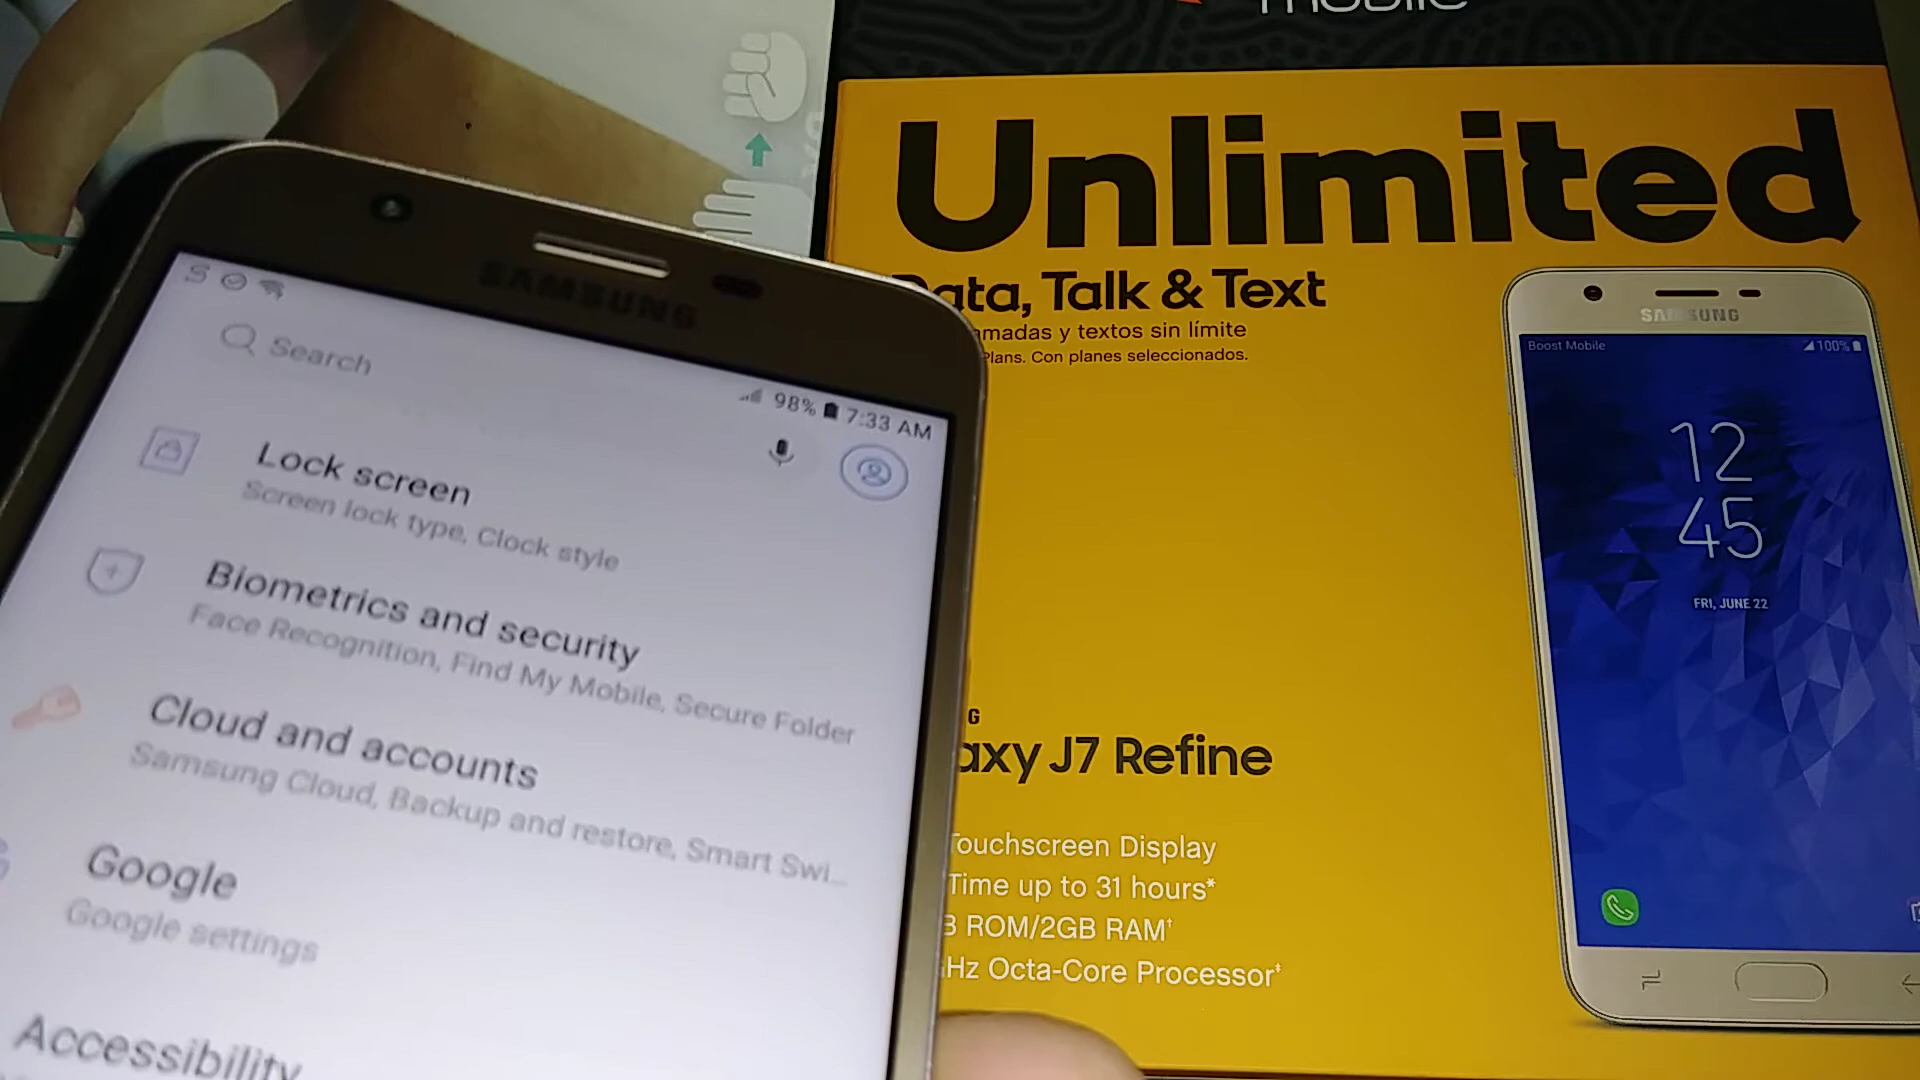 mobile
Unlimited
Data, Talk & Text
amadas y textos sin límite
Plans. Con planes seleccionados.
SAMSUNG
Boost Mobile
100%
12
45
FRI, JUNE 22
G
axy J7 Refine
Touchscreen Display
Time up to 31 hours*
B ROM/2GB RAM†
Hz Octa-Core Processor‡
SAMSUNG
98% 7:33 AM
Search
Lock screen
Screen lock type, Clock style
Biometrics and security
Face Recognition, Find My Mobile, Secure Folder
Cloud and accounts
Samsung Cloud, Backup and restore, Smart Swi...
Google
Google settings
Accessibility